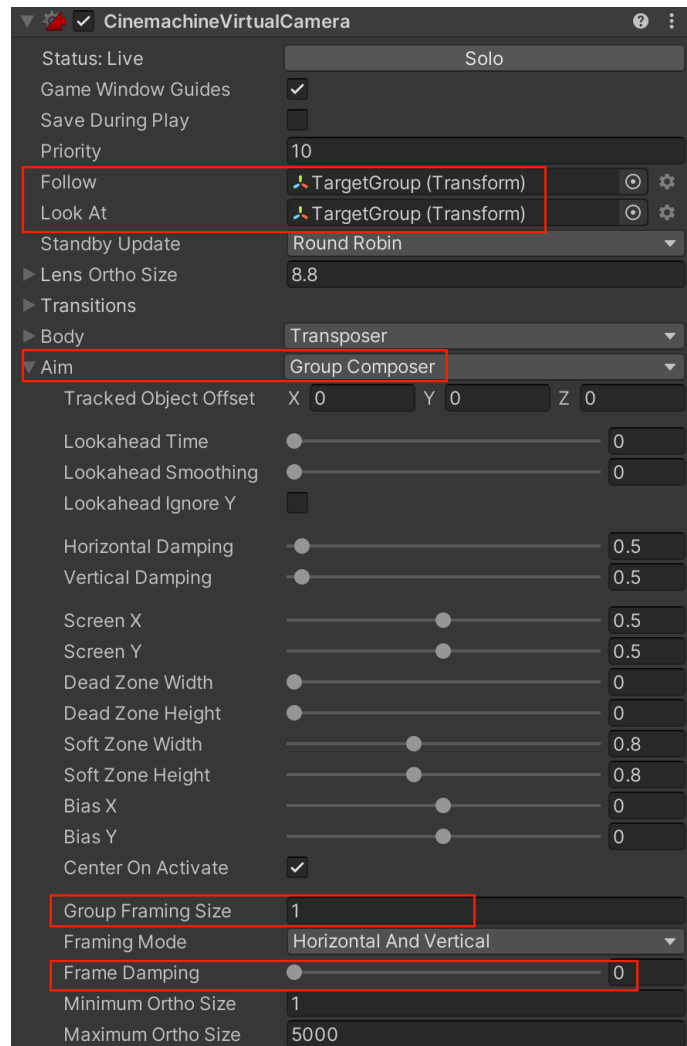 CinemachineVirtualCamera
Status: Live Solo
Game Window Guides
Save During Play
Priority 10
Follow TargetGroup (Transform)
Look At TargetGroup (Transform)
Standby Update Round Robin
Lens Ortho Size 8.8
Transitions
Body Transposer
Aim Group Composer
Tracked Object Offset X 0 Y 0 Z 0
Lookahead Time 0
Lookahead Smoothing 0
Lookahead Ignore Y
Horizontal Damping 0.5
Vertical Damping 0.5
Screen X 0.5
Screen Y 0.5
Dead Zone Width 0
Dead Zone Height 0
Soft Zone Width 0.8
Soft Zone Height 0.8
Bias X 0
Bias Y 0
Center On Activate
Group Framing Size 1
Framing Mode Horizontal And Vertical
Frame Damping 0
Minimum Ortho Size 1
Maximum Ortho Size 5000